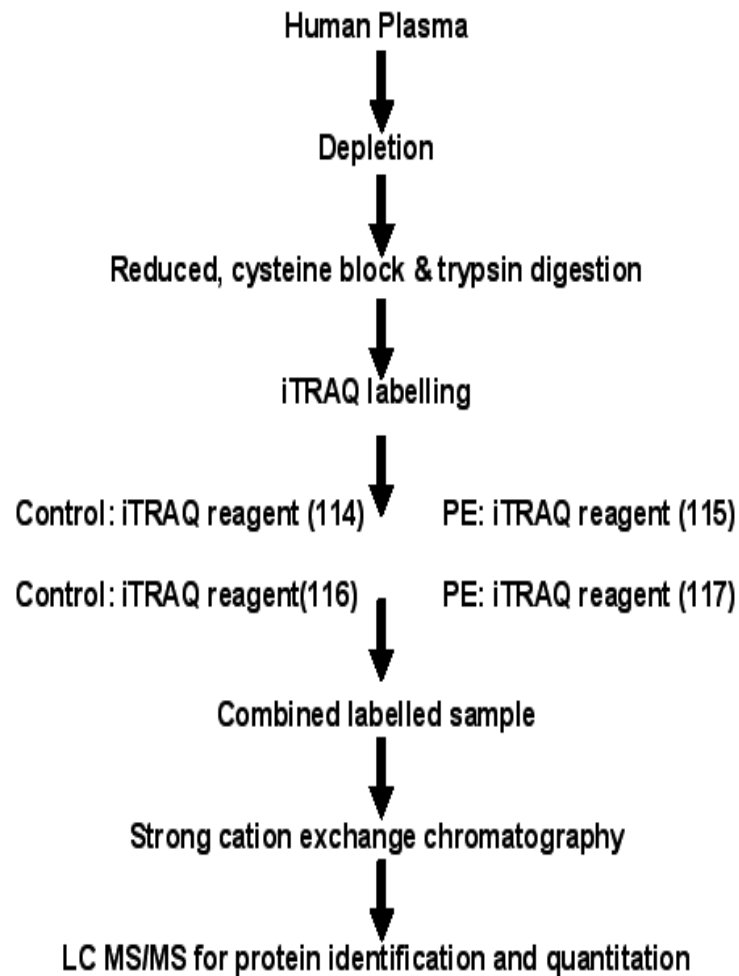 Human Plasma
Depletion
Reduced, cysteine block & trypsin digestion
iTRAQ labelling
Control: iTRAQ reagent (114) PE: iTRAQ reagent (115)
Control: iTRAQ reagent(116) PE: iTRAQ reagent (117)
Combined labelled sample
Strong cation exchange chromatography
LC MS/MS for protein identification and quantitation